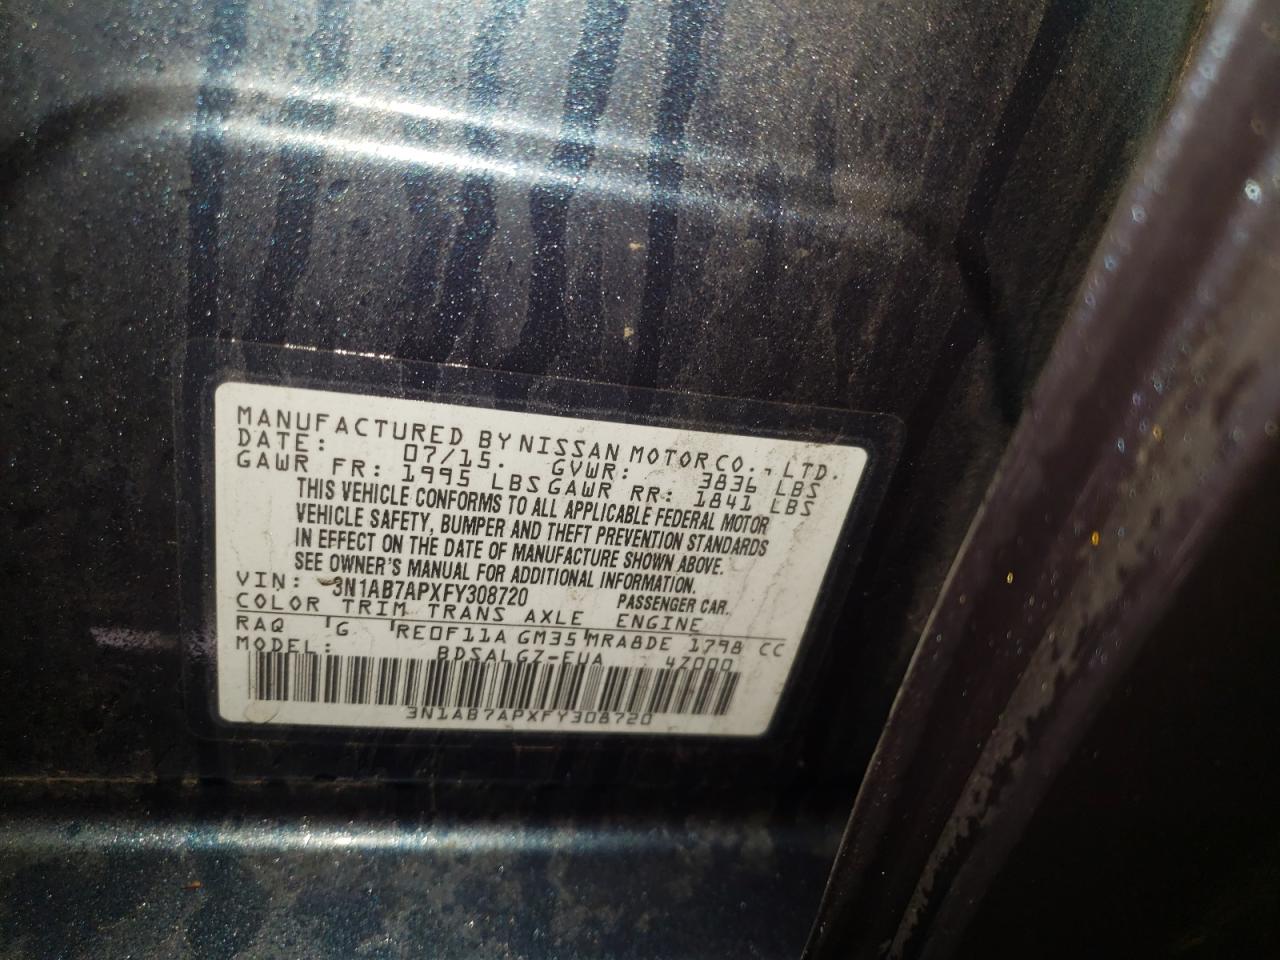 MANUFACTURED BY NISSAN MOTOR CO., LTD.
DATE: 07/15. GVWR: 3836 LBS
GAWR FR: 1995 LBS GAWR RR: 1841 LBS
THIS VEHICLE CONFORMS TO ALL APPLICABLE FEDERAL MOTOR
VEHICLE SAFETY, BUMPER AND THEFT PREVENTION STANDARDS
IN EFFECT ON THE DATE OF MANUFACTURE SHOWN ABOVE.
SEE OWNER'S MANUAL FOR ADDITIONAL INFORMATION.
VIN: 3N1AB7APXFY308720 PASSENGER CAR.
COLOR TRIM TRANS AXLE ENGINE
RAQ G RE0F11A GM35 MRA8DE 1798 CC
MODEL: BDSALGZ-EUA 47000
3N1AB7APXFY308720